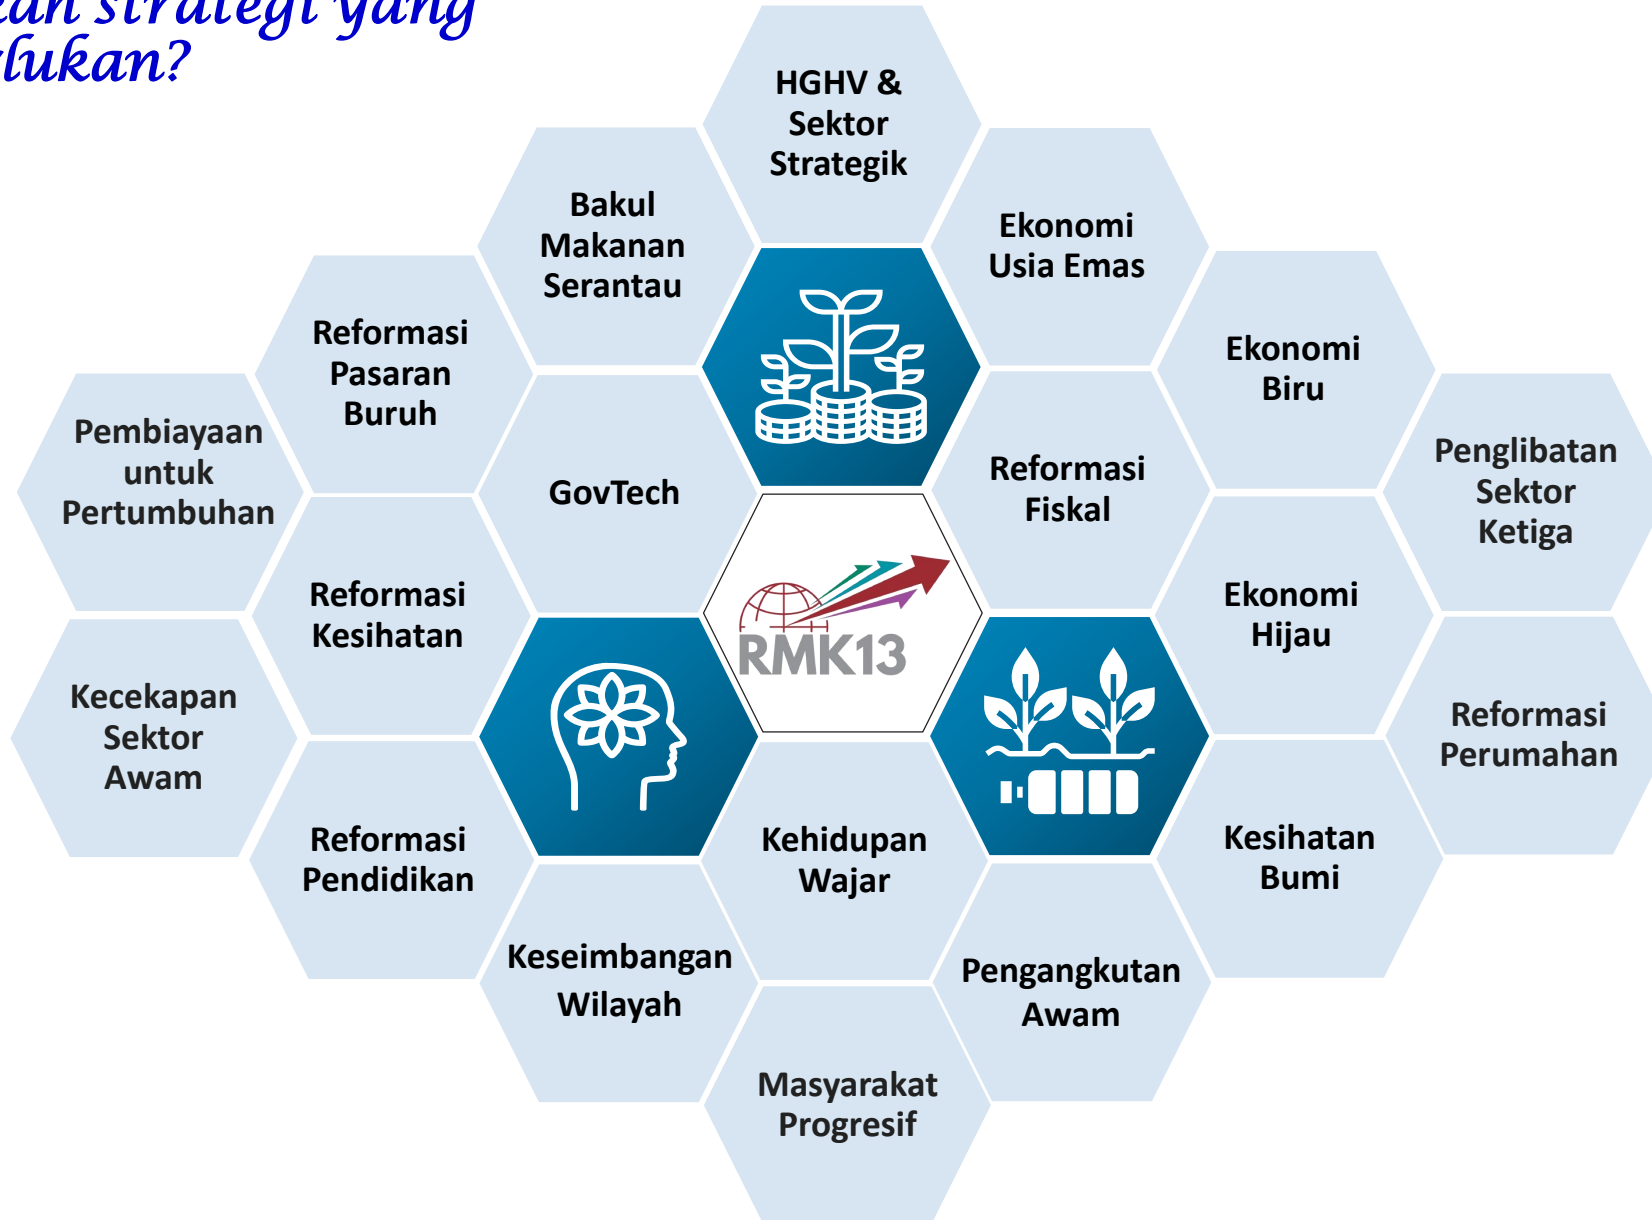 strategi yang
HGHV &
Sektor
Strategik
Bakul
Makanan
Serantau
Ekonomi
Usia Emas
Reformasi
Pasaran
Buruh
Ekonomi
Biru
Pembiayaan
untuk
Pertumbuhan
GovTech
Reformasi
Fiskal
Penglibatan
Sektor
Ketiga
Reformasi
Kesihatan
RMK13
Ekonomi
Hijau
Kecekapan
Sektor
Awam
Reformasi
Perumahan
Reformasi
Pendidikan
Kehidupan
Wajar
Kesihatan
Bumi
Keseimbangan
Wilayah
Pengangkutan
Awam
Masyarakat
Progresif